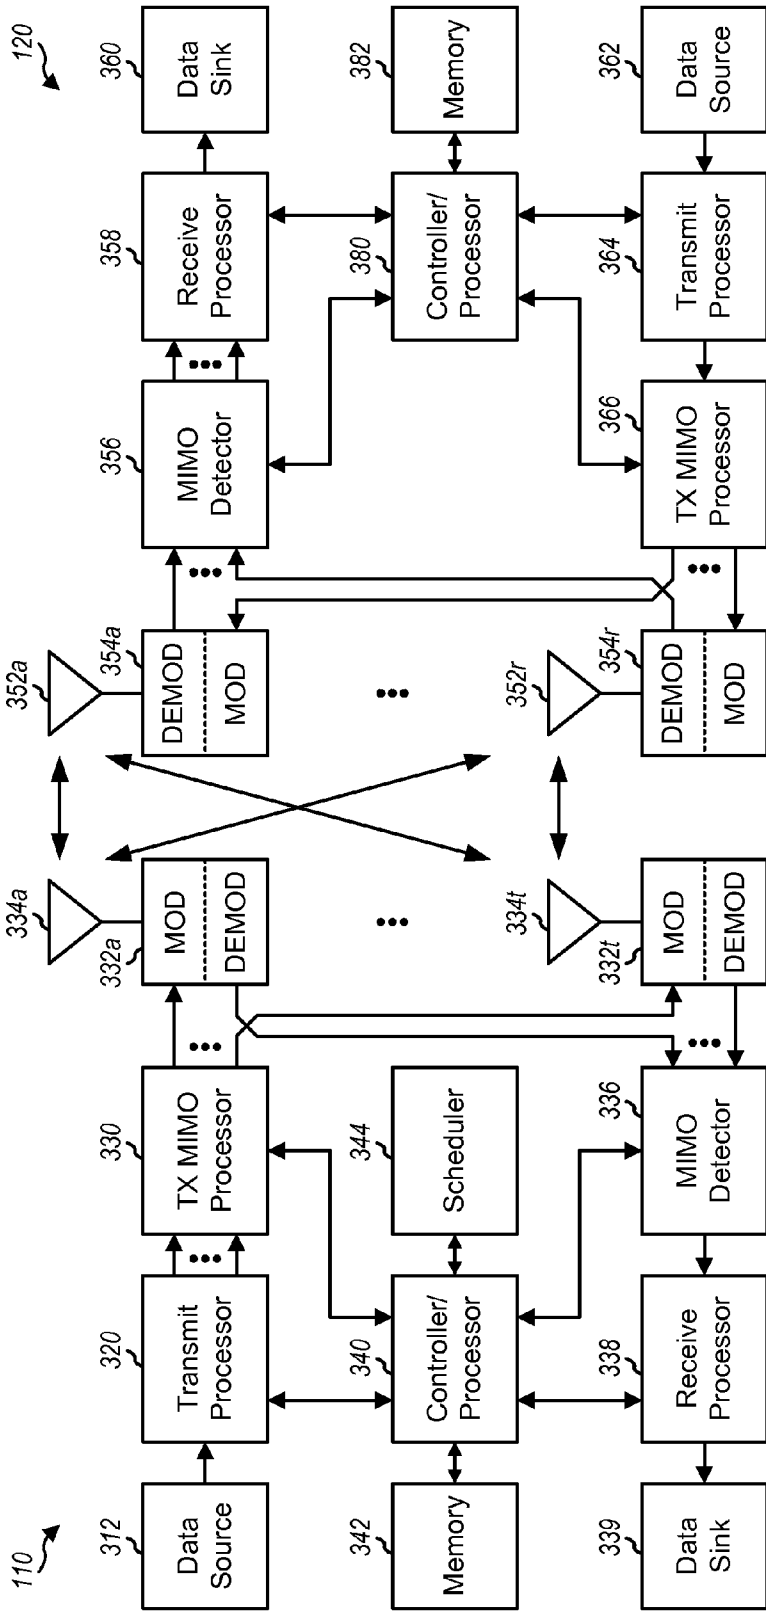 110
120
312
Data
Source
320
Transmit
Processor
330
TX MIMO
Processor
332a
MOD
DEMOD
334a
352a
354a
DEMOD
MOD
356
MIMO
Detector
358
Receive
Processor
360
Data
Sink
342
Memory
340
Controller/
Processor
344
Scheduler
380
Controller/
Processor
382
Memory
339
Data
Sink
338
Receive
Processor
336
MIMO
Detector
332t
MOD
DEMOD
334t
352r
354r
DEMOD
MOD
366
TX MIMO
Processor
364
Transmit
Processor
362
Data
Source